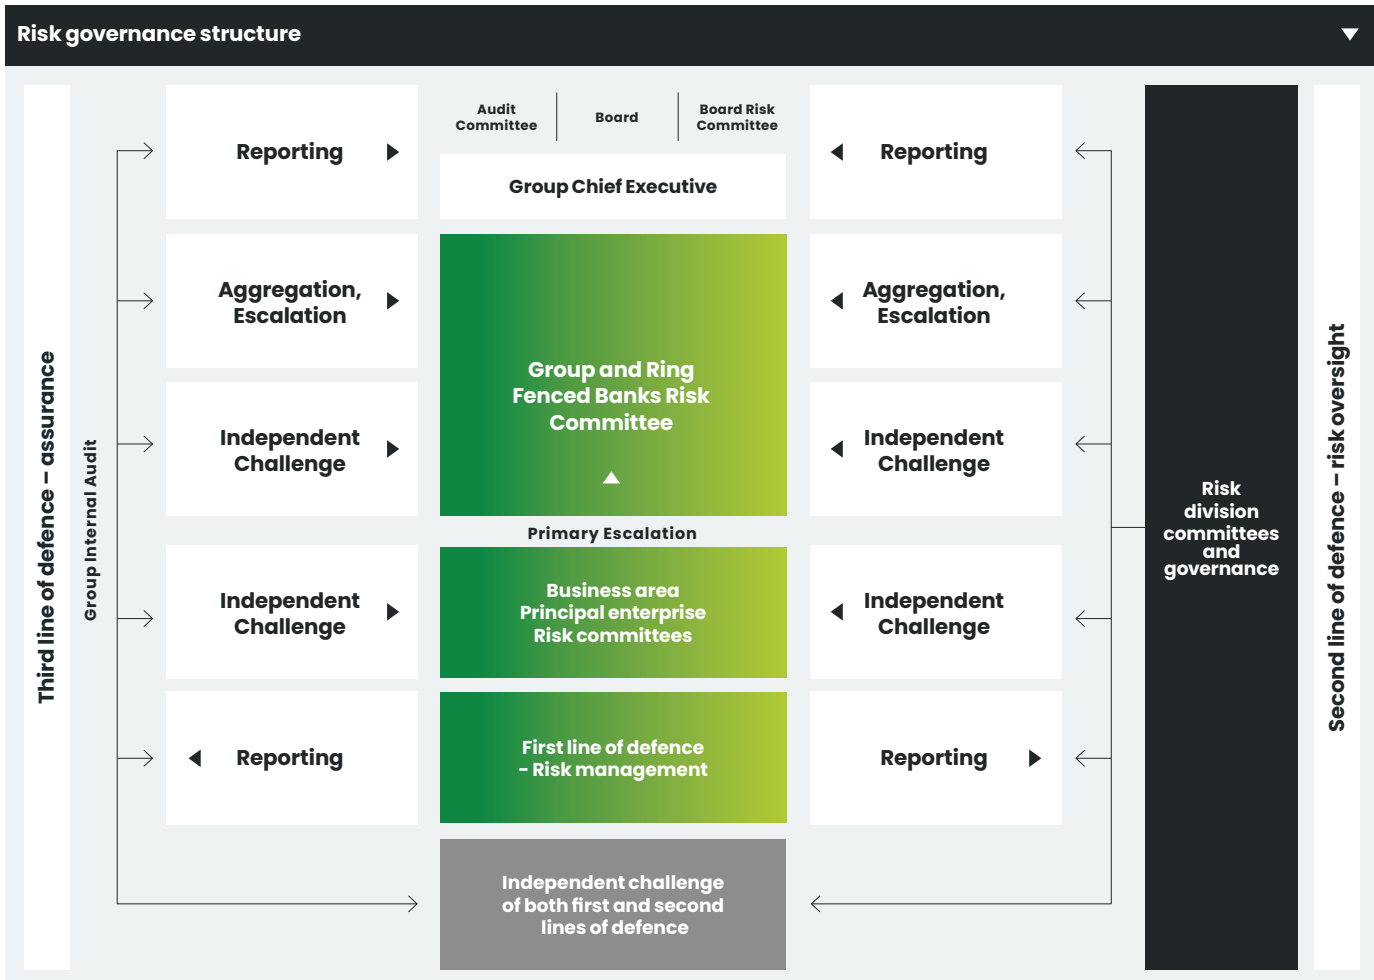 Risk governance structure
Third line of defence – assurance
Group Internal Audit
Reporting
Aggregation,
Escalation
Independent
Challenge
Independent
Challenge
Reporting
Audit
Committee
Board
Board Risk
Committee
Group Chief Executive
Group and Ring
Fenced Banks Risk
Committee
Primary Escalation
Business area
Principal enterprise
Risk committees
First line of defence
- Risk management
Independent challenge
of both first and second
lines of defence
Reporting
Aggregation,
Escalation
Independent
Challenge
Independent
Challenge
Reporting
Risk
division
committees
and
governance
Second line of defence – risk oversight